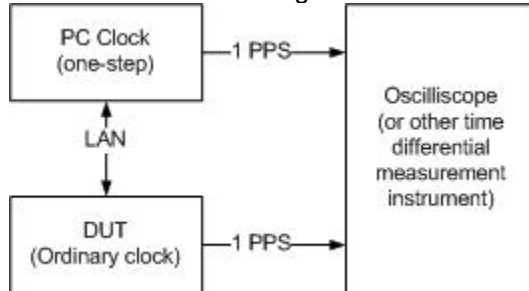 PC Clock
(one-step)
1 PPS
LAN
Oscilliscope
(or other time
differential
measurement
instrument)
DUT
(Ordinary clock)
1 PPS